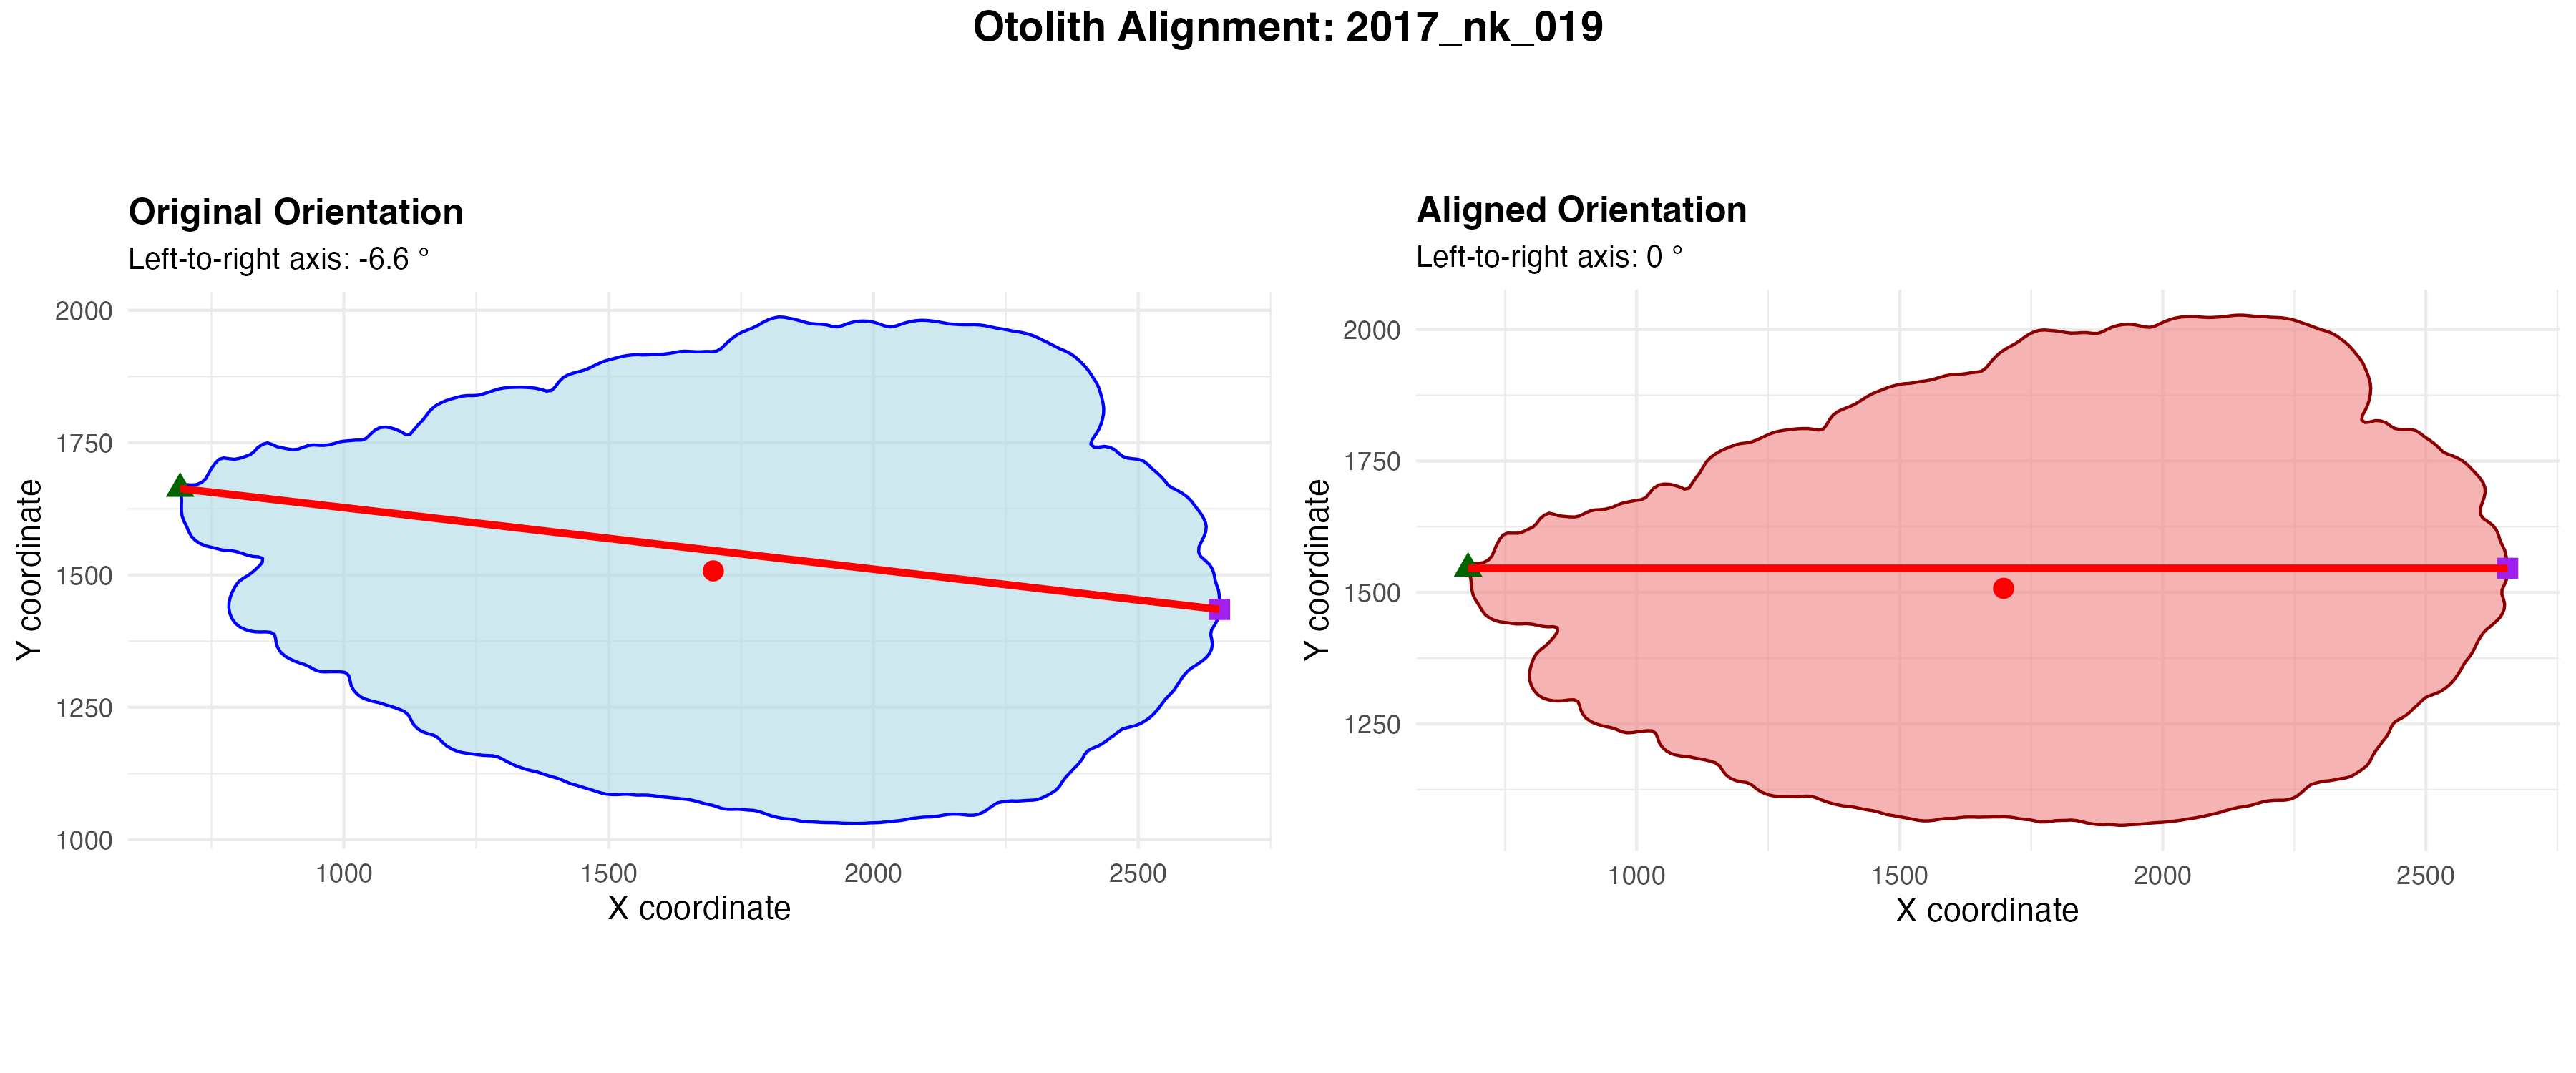 Otolith Alignment: 2017_nk_019
Original Orientation
Left-to-right axis: -6.6 °
2000
1750
1500
1250
1000
Y coordinate
1000 1500 2000 2500
X coordinate
Aligned Orientation
Left-to-right axis: 0 °
2000
1750
1500
1250
Y coordinate
1000 1500 2000 2500
X coordinate